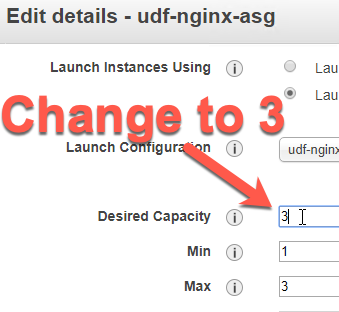 Edit details - udf-nginx-asg
Launch Instances Using
Lau
Lau
Change to 3
Launch Configuration
udf-nginx
Desired Capacity
3
Min
1
Max
3